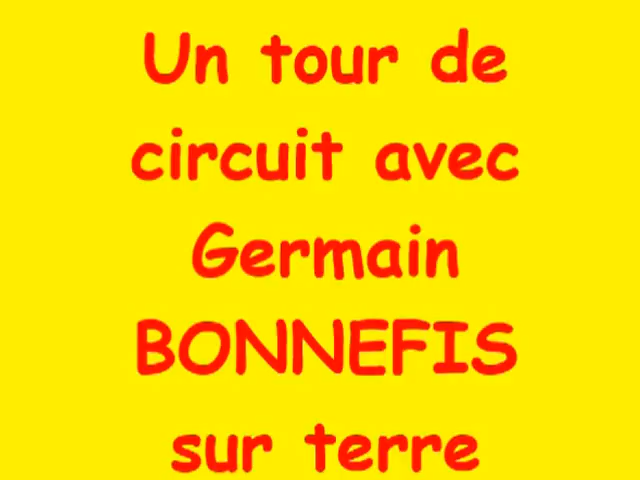 Un tour de
circuit avec
Germain
BONNEFIS
sur terre